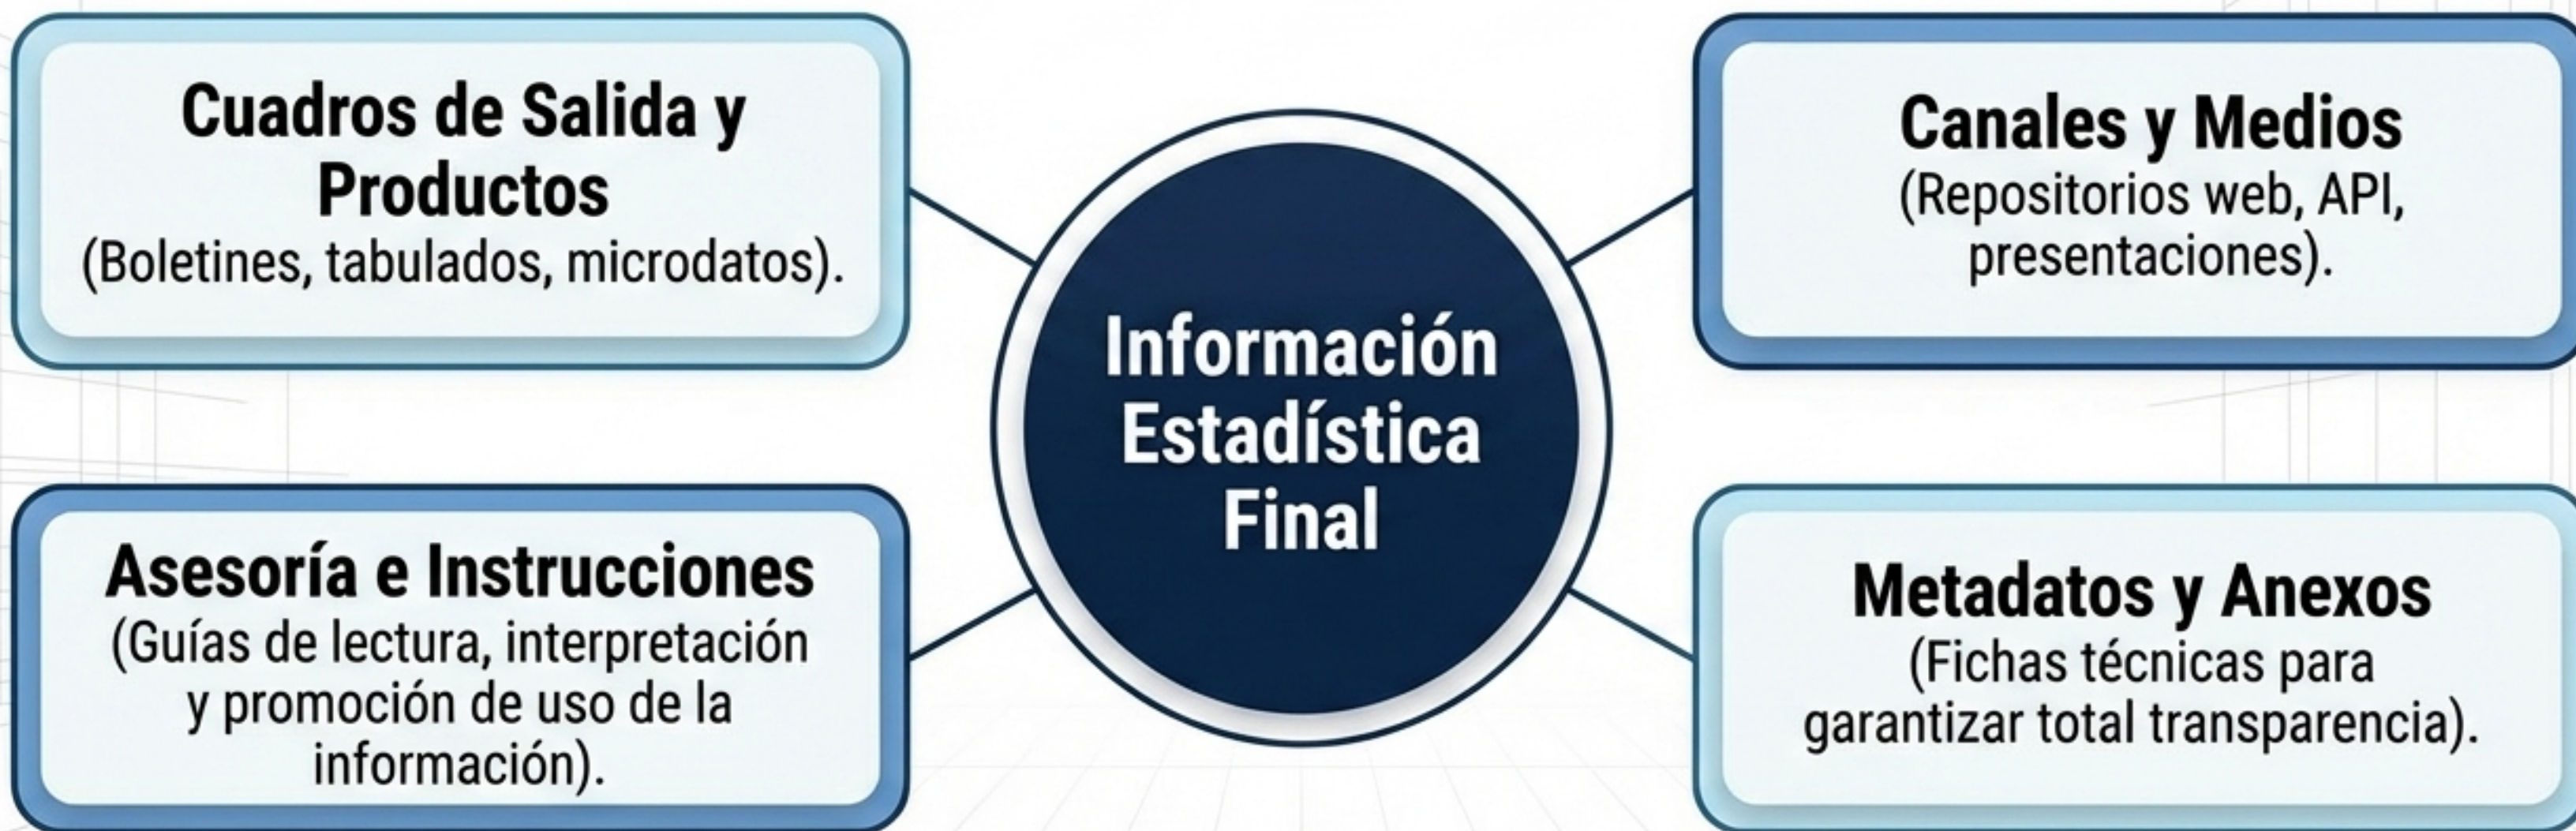 Cuadros de Salida y
Productos
(Boletines, tabulados, microdatos).
Canales y Medios
(Repositorios web, API,
presentaciones).
Información
Estadística
Final
Asesoría e Instrucciones
(Guías de lectura, interpretación
y promoción de uso de la
información).
Metadatos y Anexos
(Fichas técnicas para
garantizar total transparencia).